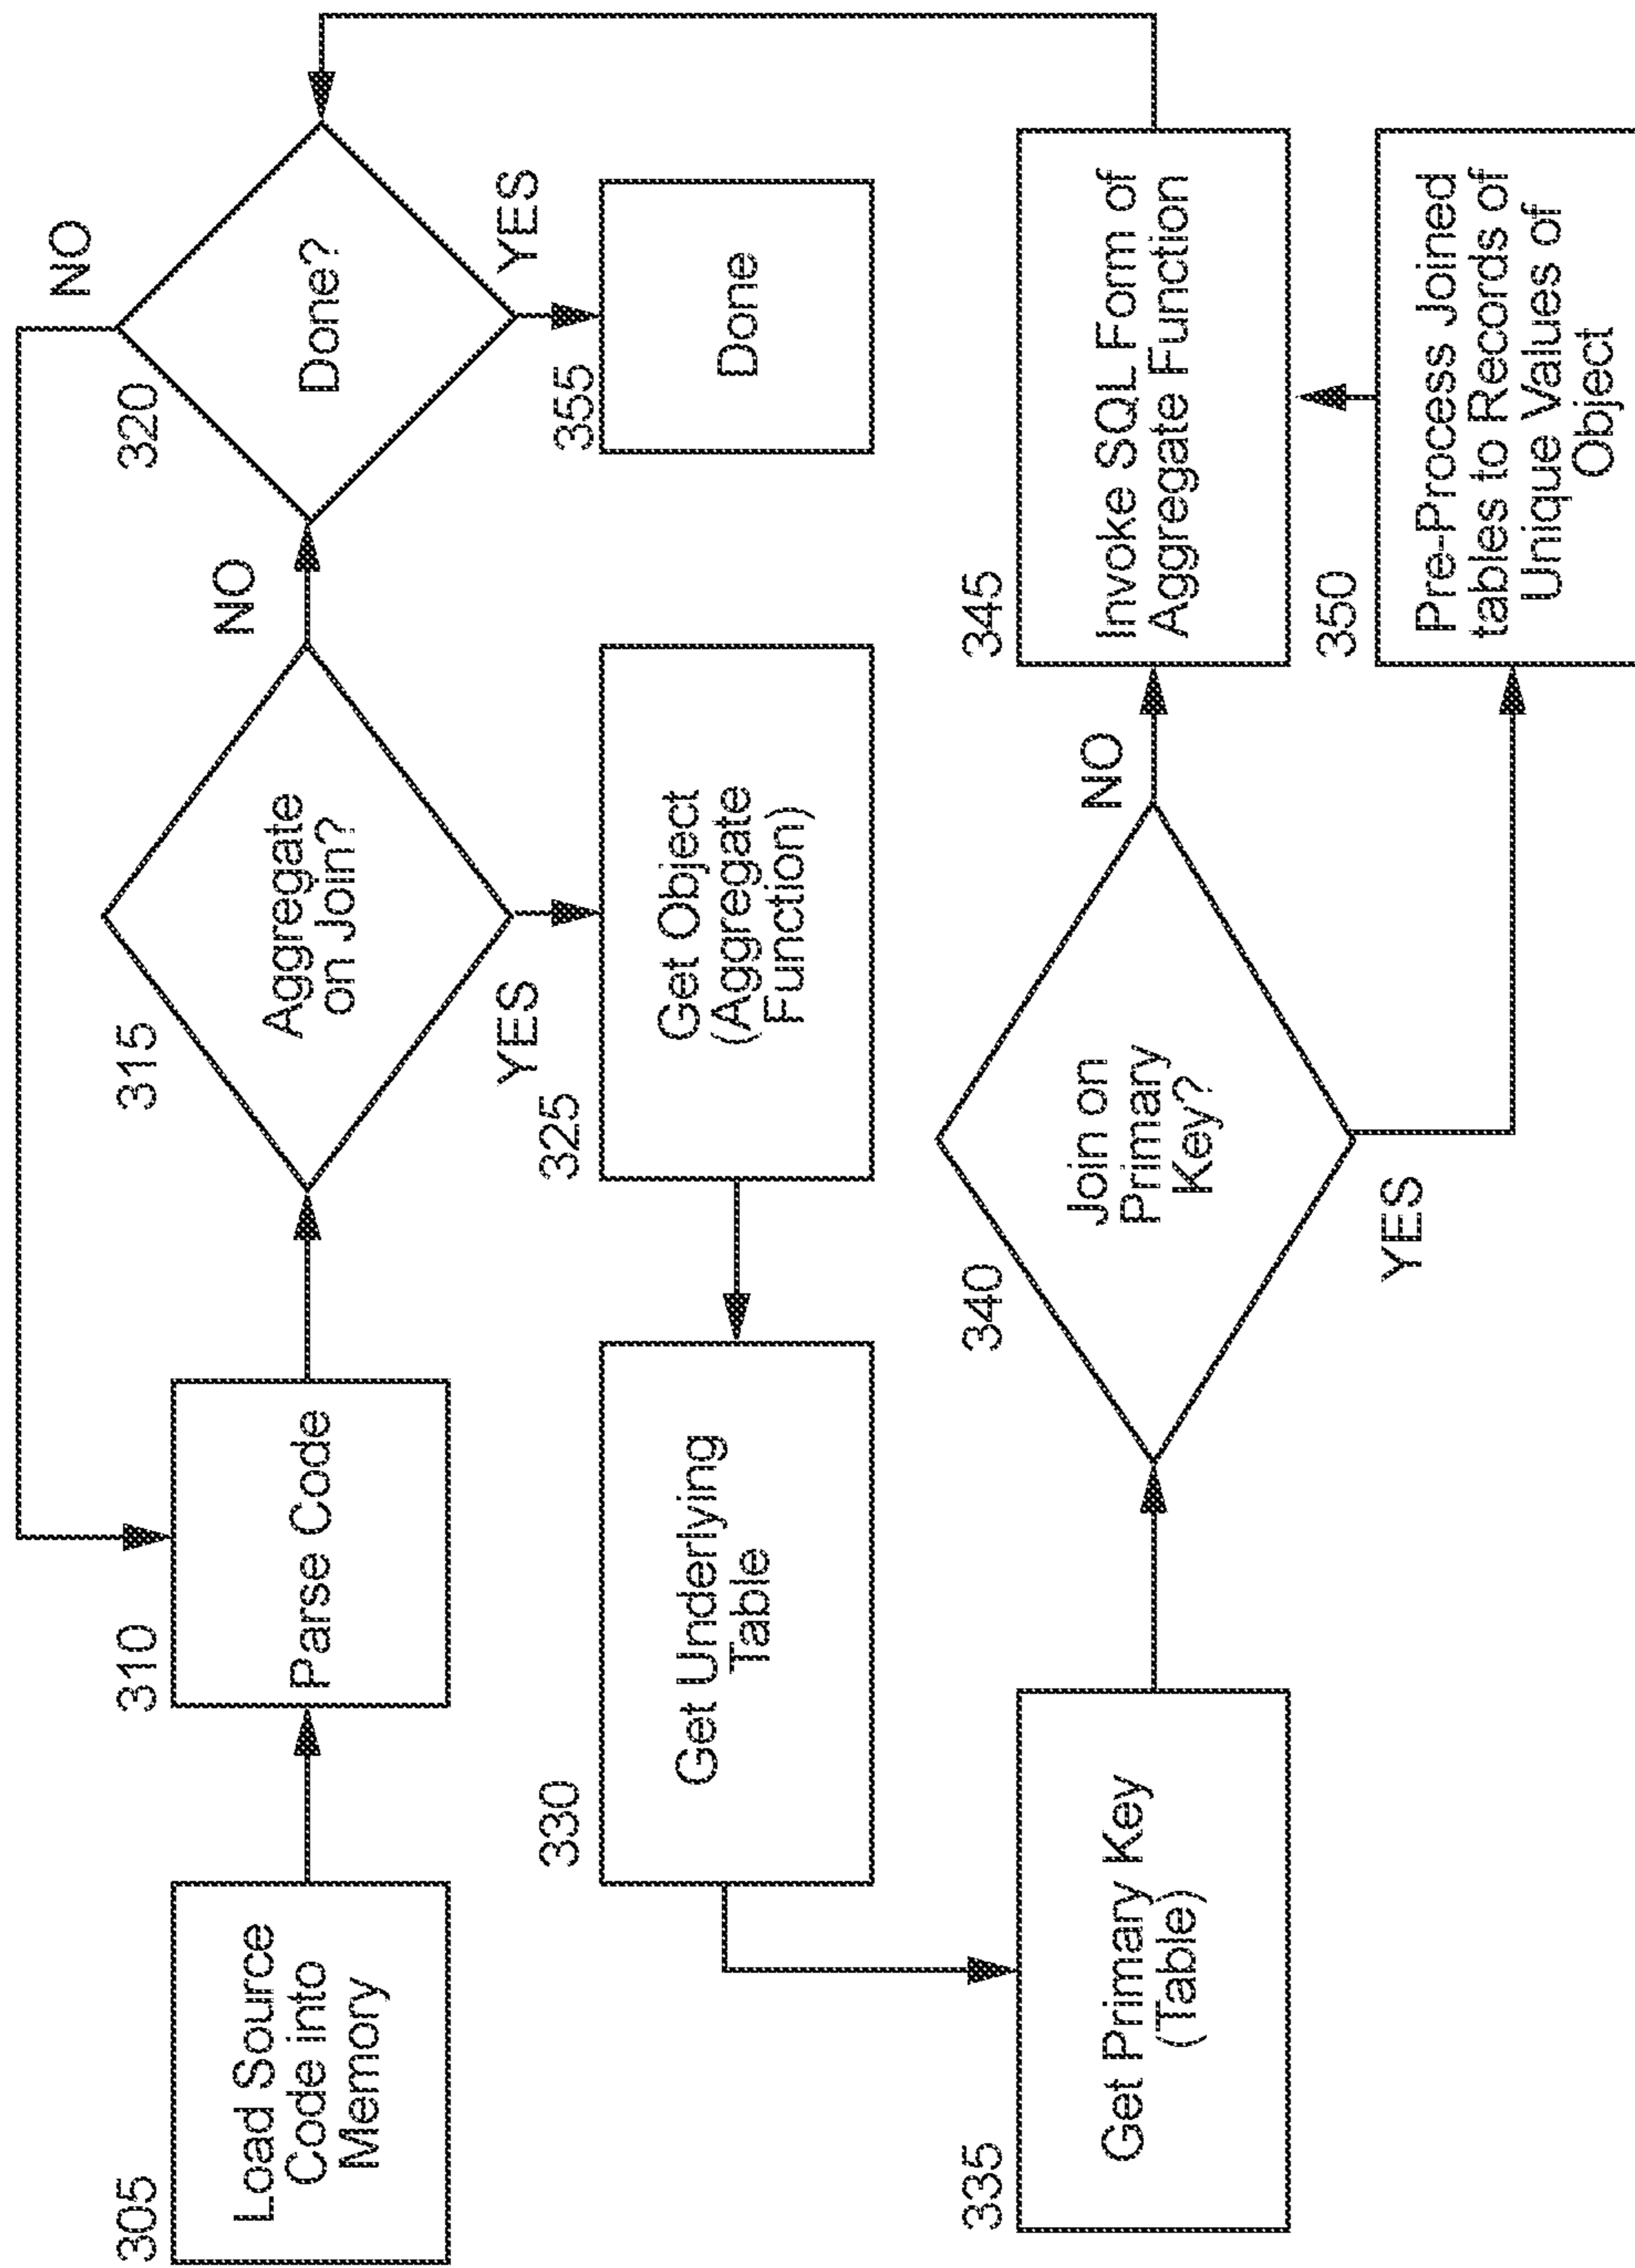 305
Load Source
Code into
Memory
310
Parse Code
315
Aggregate
on Join?
NO
YES
320
Done?
NO
YES
325
Get Object
(Aggregate
Function)
355
Done
330
Get Underlying
Table
335
Get Primary Key
(Table)
340
Join on
Primary
Key?
NO
YES
345
Invoke SQL Form of
Aggregate Function
350
Pre-Process Joined
tables to Records of
Unique Values of
Object